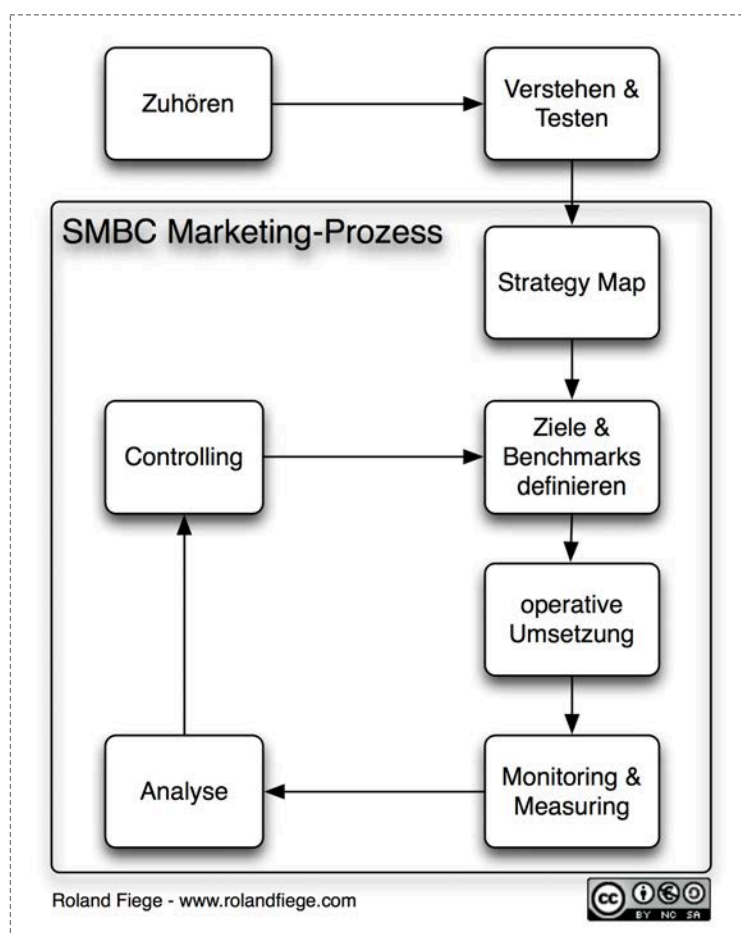 Zuhören
Verstehen &
Testen
SMBC Marketing-Prozess
Strategy Map
Controlling
Ziele &
Benchmarks
definieren
operative
Umsetzung
Analyse
Monitoring &
Measuring
Roland Fiege - www.rolandfiege.com
cc
BY NC SA